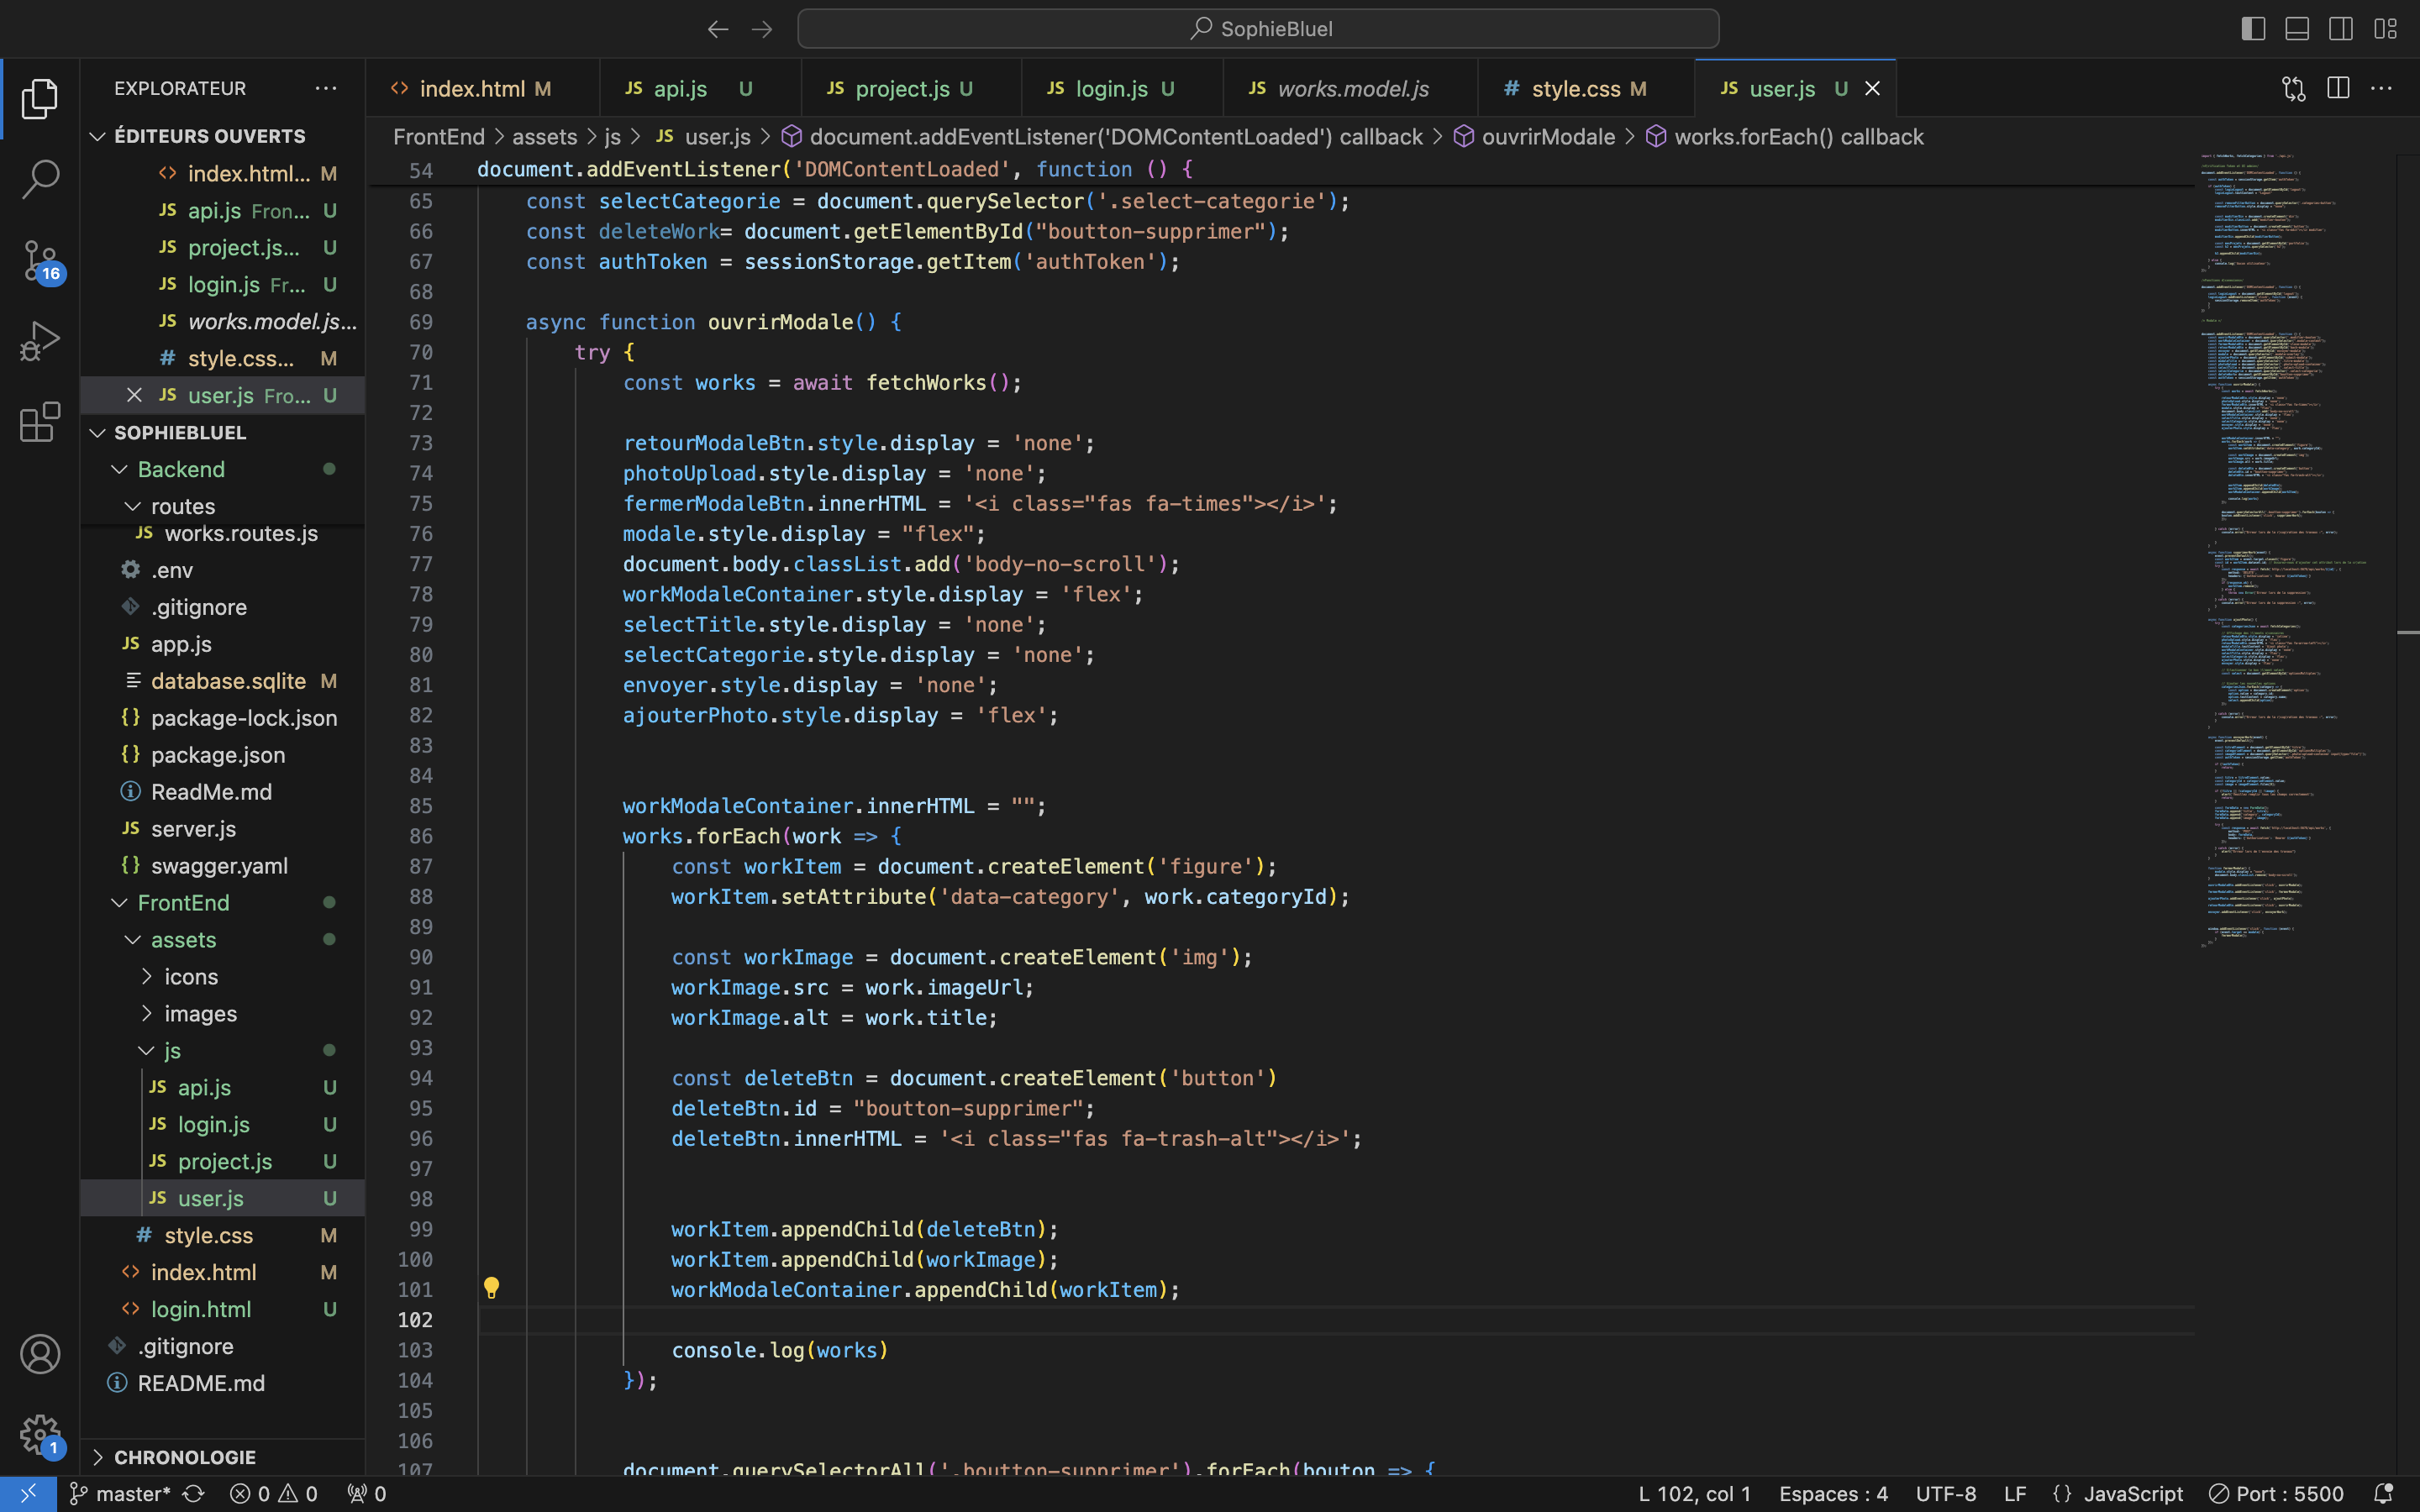 SophieBluel
EXPLORATEUR
index.html M
JS api.js U
JS project.js U
JS login.js U
JS works.model.js
# style.css M
JS user.js U
FrontEnd > assets > js > JS user.js > document.addEventListener('DOMContentLoaded') callback > ouvrirModale > works.forEach() callback
ÉDITEURS OUVERTS
index.html... M
JS api.js Fron... U
JS project.js... U
JS login.js Fr... U
JS works.model.js...
# style.css... M
JS user.js Fro... U
SOPHIEBLUEL
Backend
routes
JS works.routes.js
.env
.gitignore
JS app.js
database.sqlite M
{} package-lock.json
{} package.json
ReadMe.md
JS server.js
{} swagger.yaml
FrontEnd
assets
icons
images
js
JS api.js U
JS login.js U
JS project.js U
JS user.js U
# style.css M
<> index.html M
<> login.html U
.gitignore
README.md
CHRONOLOGIE
16
1
54 document.addEventListener('DOMContentLoaded', function () {
65 const selectCategorie = document.querySelector('.select-categorie');
66 const deleteWork= document.getElementById("boutton-supprimer");
67 const authToken = sessionStorage.getItem('authToken');
68
69 async function ouvrirModale() {
70 try {
71 const works = await fetchWorks();
72
73 retourModaleBtn.style.display = 'none';
74 photoUpload.style.display = 'none';
75 fermerModaleBtn.innerHTML = '<i class="fas fa-times"></i>';
76 modale.style.display = "flex";
77 document.body.classList.add('body-no-scroll');
78 workModaleContainer.style.display = 'flex';
79 selectTitle.style.display = 'none';
80 selectCategorie.style.display = 'none';
81 envoyer.style.display = 'none';
82 ajouterPhoto.style.display = 'flex';
83
84
85 workModaleContainer.innerHTML = "";
86 works.forEach(work => {
87 const workItem = document.createElement('figure');
88 workItem.setAttribute('data-category', work.categoryId);
89
90 const workImage = document.createElement('img');
91 workImage.src = work.imageUrl;
92 workImage.alt = work.title;
93
94 const deleteBtn = document.createElement('button')
95 deleteBtn.id = "boutton-supprimer";
96 deleteBtn.innerHTML = '<i class="fas fa-trash-alt"></i>';
97
98
99 workItem.appendChild(deleteBtn);
100 workItem.appendChild(workImage);
101 workModaleContainer.appendChild(workItem);
102
103 console.log(works)
104 });
105
106
107 document.querySelectorAll('.boutton-supprimer').forEach(bouton => {
master* 0 0 0
L 102, col 1 Espaces : 4 UTF-8 LF {} JavaScript Port : 5500